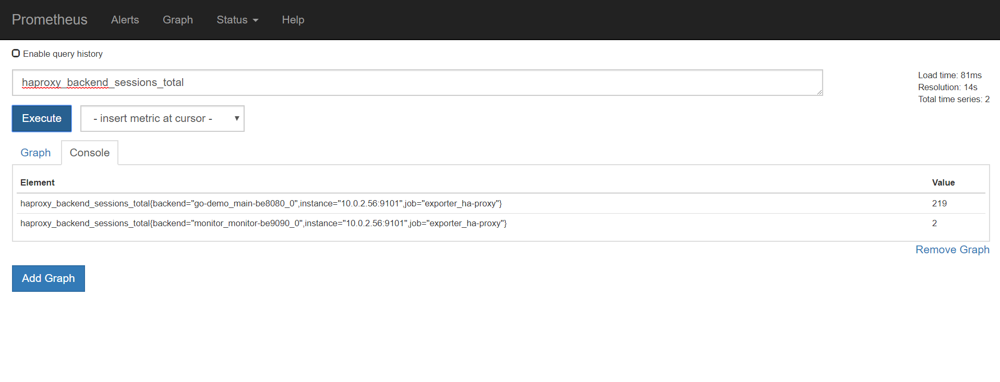 Prometheus Alerts Graph Status Help
Enable query history
haproxy_backend_sessions_total
Load time: 81ms
Resolution: 14s
Total time series: 2
Execute - insert metric at cursor -
Graph Console
Element Value
haproxy_backend_sessions_total{backend="go-demo_main-be8080_0",instance="10.0.2.56:9101",job="exporter_ha-proxy"} 219
haproxy_backend_sessions_total{backend="monitor_monitor-be9090_0",instance="10.0.2.56:9101",job="exporter_ha-proxy"} 2
Remove Graph
Add Graph